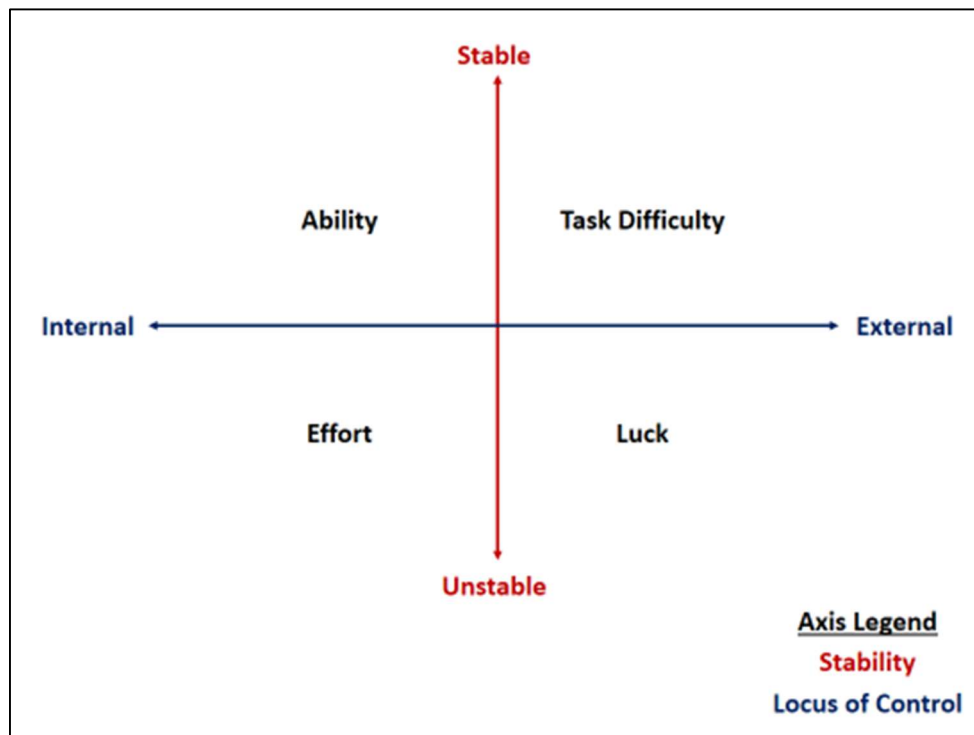 Stable
Ability
Task Difficulty
Internal
External
Effort
Luck
Unstable
Axis Legend
Stability
Locus of Control